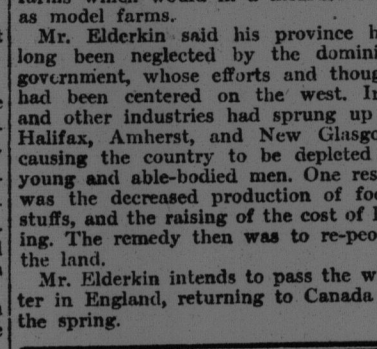 as model farms.
Mr. Elderkin said his province h
long been neglected by the domini
government, whose efforts and thoug
had been centered on the west. Ir
and other industries had sprung up
Halifax, Amherst, and New Glasgo
causing the country to be depleted
young and able-bodied men. One res
was the decreased production of foo
stuffs, and the raising of the cost of l
ing. The remedy then was to re-peo
the land.
Mr. Elderkin intends to pass the w
ter in England, returning to Canada
the spring.